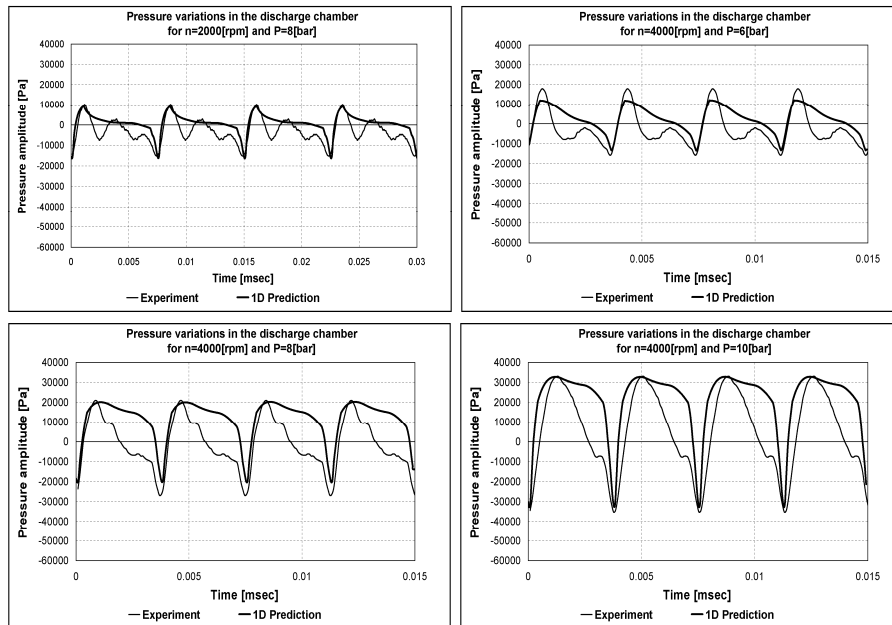 Pressure variations in the discharge chamber
for n=2000[rpm] and P=8[bar]
Pressure amplitude [Pa]
40000
30000
20000
10000
0
-10000
-20000
-30000
-40000
-50000
-60000
0 0.005 0.01 0.015 0.02 0.025 0.03
Time [msec]
Experiment 1D Prediction
Pressure variations in the discharge chamber
for n=4000[rpm] and P=6[bar]
Pressure amplitude [Pa]
40000
30000
20000
10000
0
-10000
-20000
-30000
-40000
-50000
-60000
0 0.005 0.01 0.015
Time [msec]
Experiment 1D Prediction
Pressure variations in the discharge chamber
for n=4000[rpm] and P=8[bar]
Pressure amplitude [Pa]
40000
30000
20000
10000
0
-10000
-20000
-30000
-40000
-50000
-60000
0 0.005 0.01 0.015
Time [msec]
Experiment 1D Prediction
Pressure variations in the discharge chamber
for n=4000[rpm] and P=10[bar]
Pressure amplitude [Pa]
40000
30000
20000
10000
0
-10000
-20000
-30000
-40000
-50000
-60000
0 0.005 0.01 0.015
Time [msec]
Experiment 1D Prediction